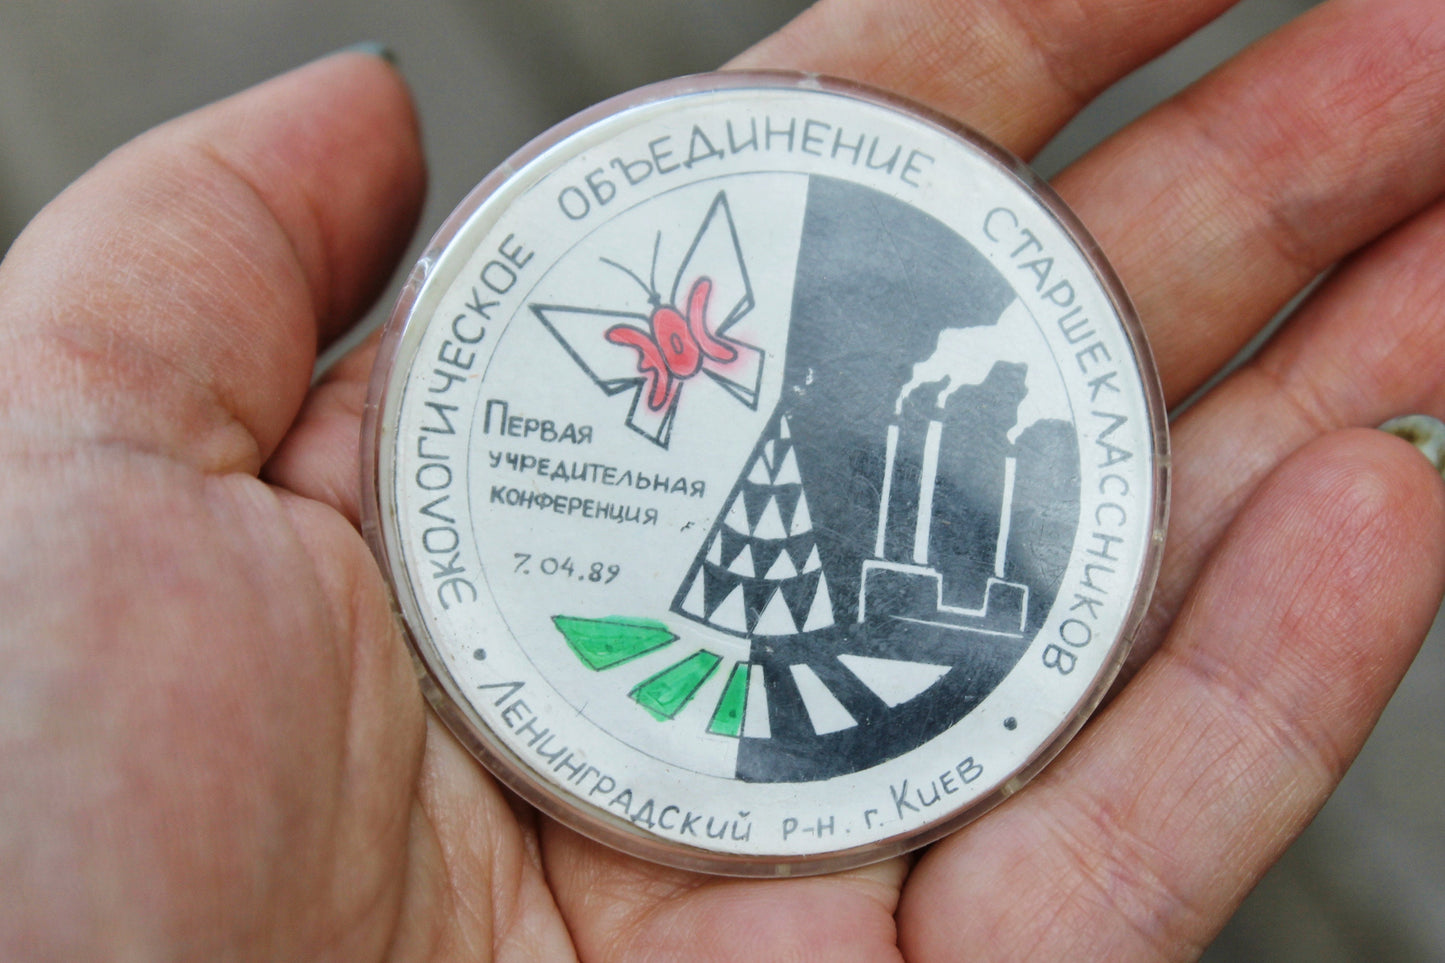 ЭКОЛОГИЧЕСКОЕ ОБЪЕДИНЕНИЕ СТАРШЕКЛАССНИКОВ
Первая
учредительная
конференция
7.04.89
• Ленинградский р-н. г. Киев •